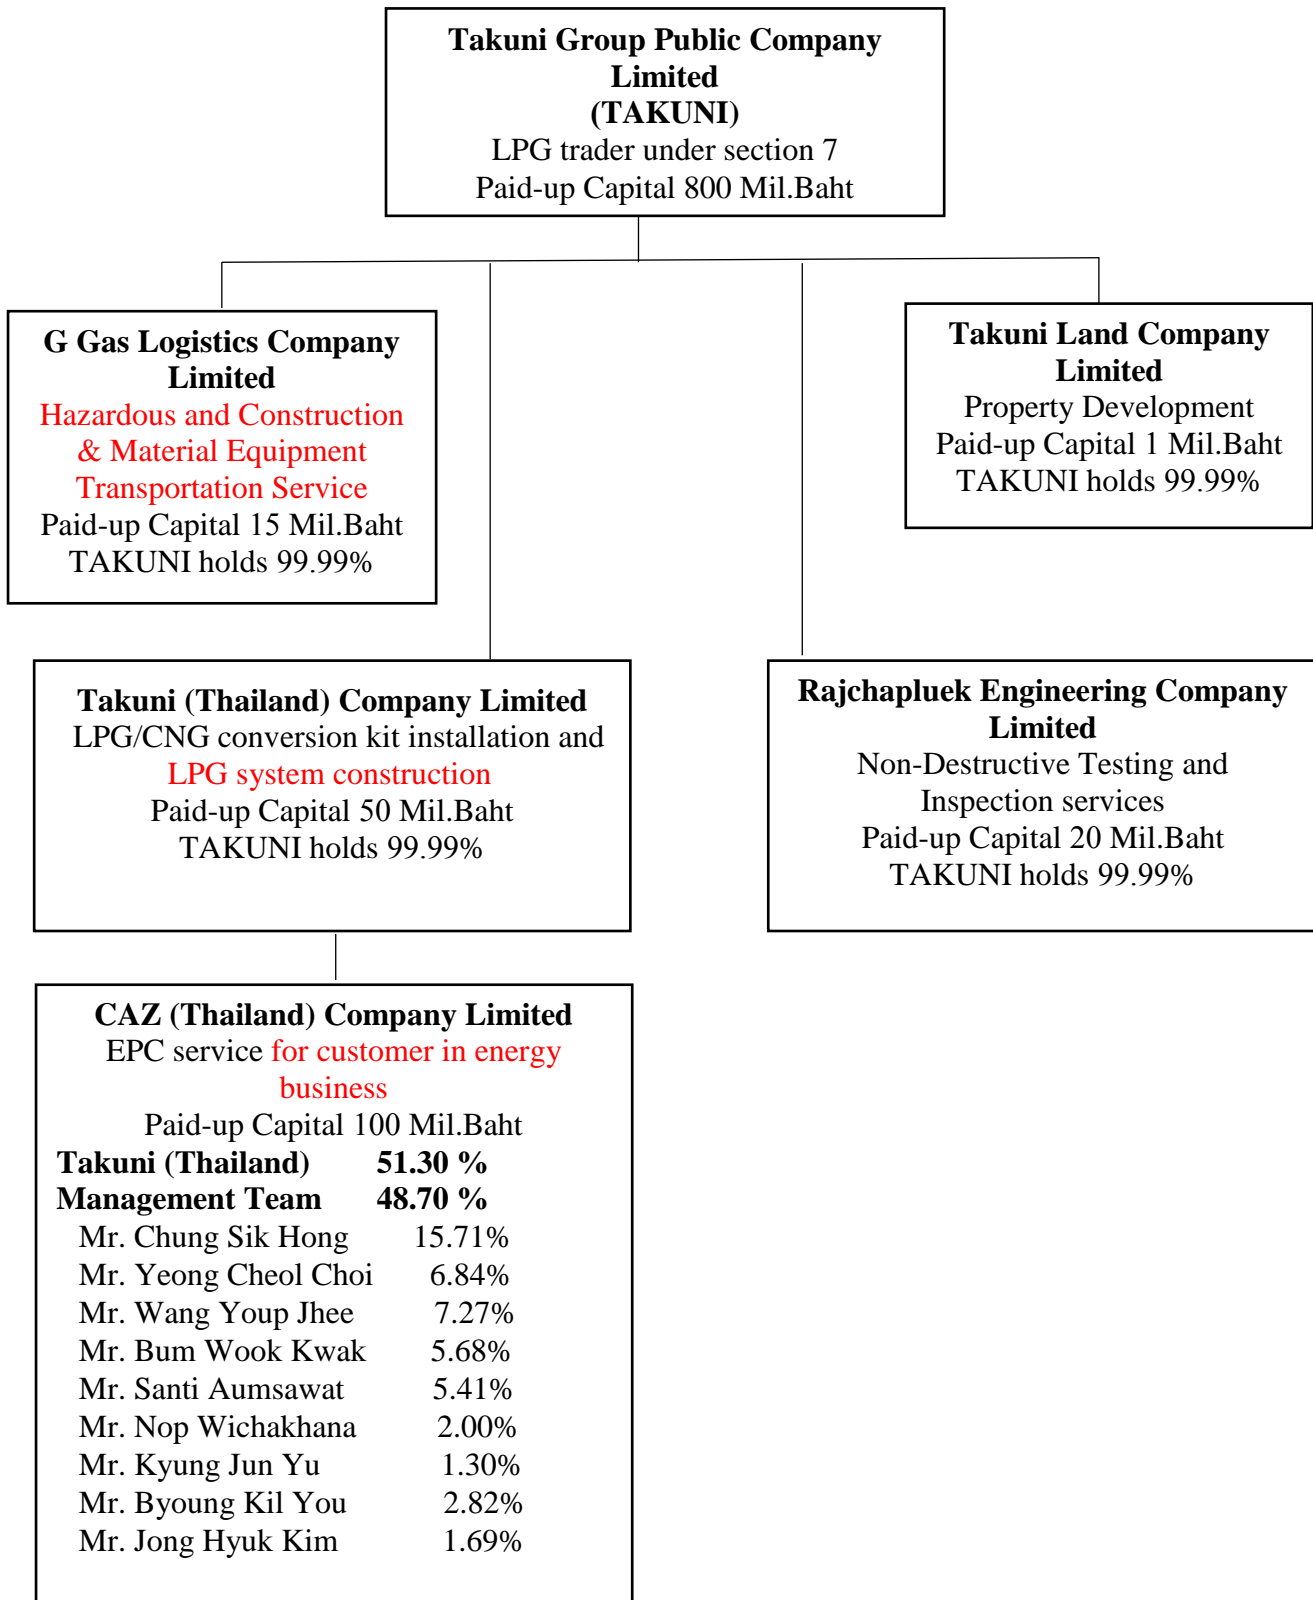 Takuni Group Public Company
Limited
(TAKUNI)
LPG trader under section 7
Paid-up Capital 800 Mil.Baht
G Gas Logistics Company
Limited
Hazardous and Construction
& Material Equipment
Transportation Service
Paid-up Capital 15 Mil.Baht
TAKUNI holds 99.99%
Takuni Land Company
Limited
Property Development
Paid-up Capital 1 Mil.Baht
TAKUNI holds 99.99%
Takuni (Thailand) Company Limited
LPG/CNG conversion kit installation and
LPG system construction
Paid-up Capital 50 Mil.Baht
TAKUNI holds 99.99%
Rajchapluek Engineering Company
Limited
Non-Destructive Testing and
Inspection services
Paid-up Capital 20 Mil.Baht
TAKUNI holds 99.99%
CAZ (Thailand) Company Limited
EPC service for customer in energy
business
Paid-up Capital 100 Mil.Baht
Takuni (Thailand) 51.30 %
Management Team 48.70 %
Mr. Chung Sik Hong 15.71%
Mr. Yeong Cheol Choi 6.84%
Mr. Wang Youp Jhee 7.27%
Mr. Bum Wook Kwak 5.68%
Mr. Santi Aumsawat 5.41%
Mr. Nop Wichakhana 2.00%
Mr. Kyung Jun Yu 1.30%
Mr. Byoung Kil You 2.82%
Mr. Jong Hyuk Kim 1.69%